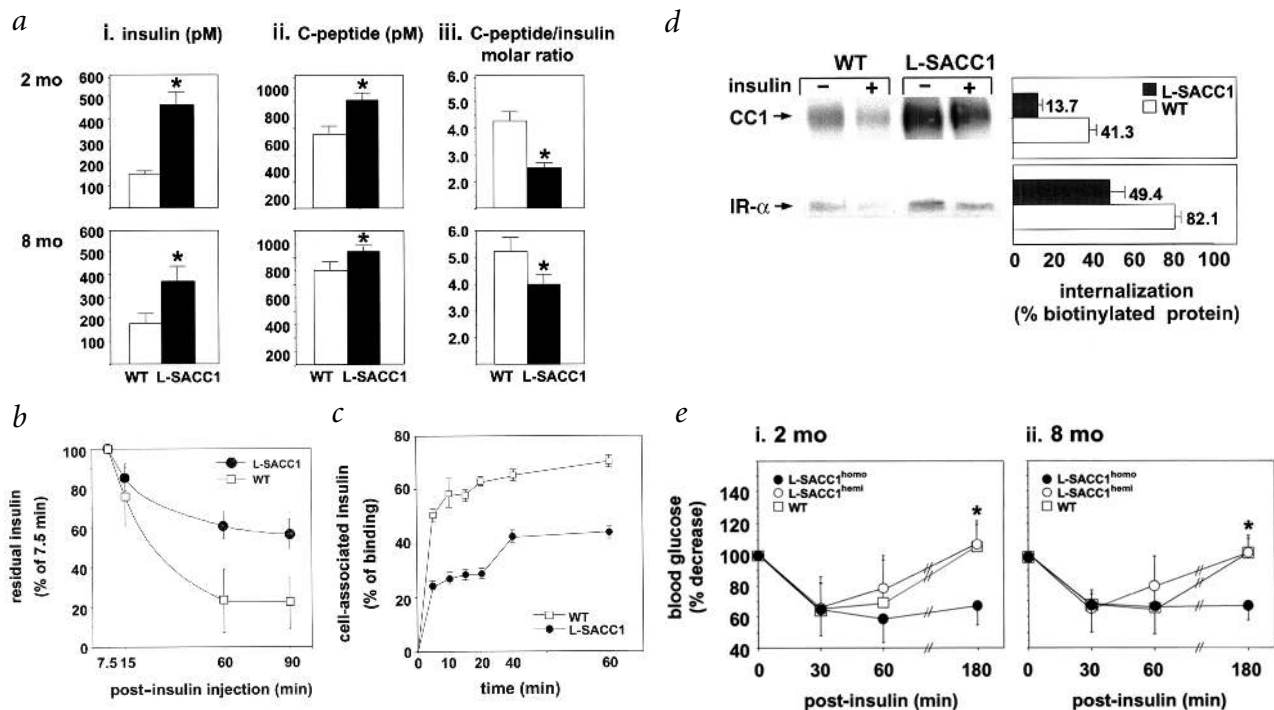 a
i. insulin (pM)
2 mo
600
500
400
300
200
100
*
8 mo
600
500
400
300
200
100
*
WT L-SACC1
ii. C-peptide (pM)
1000
800
600
400
200
*
1000
800
600
400
200
*
WT L-SACC1
iii. C-peptide/insulin
molar ratio
6.0
5.0
4.0
3.0
2.0
*
6.0
5.0
4.0
3.0
2.0
*
WT L-SACC1
d
WT L-SACC1
insulin − + − +
CC1
IR-α
L-SACC1
WT
13.7
41.3
49.4
82.1
0 20 40 60 80 100
internalization
(% biotinylated protein)
b
residual insulin
(% of 7.5 min)
100
80
60
40
20
0
L-SACC1
WT
7.5 15 60 90
post–insulin injection (min)
c
cell-associated insulin
(% of binding)
80
60
40
20
0
WT
L-SACC1
0 10 20 40 60
time (min)
e
i. 2 mo
blood glucose
(% decrease)
140
120
100
80
60
40
L-SACC1homo
L-SACC1hemi
WT
*
0 30 60 180
post-insulin (min)
ii. 8 mo
L-SACC1homo
L-SACC1hemi
WT
*
0 30 60 180
post-insulin (min)